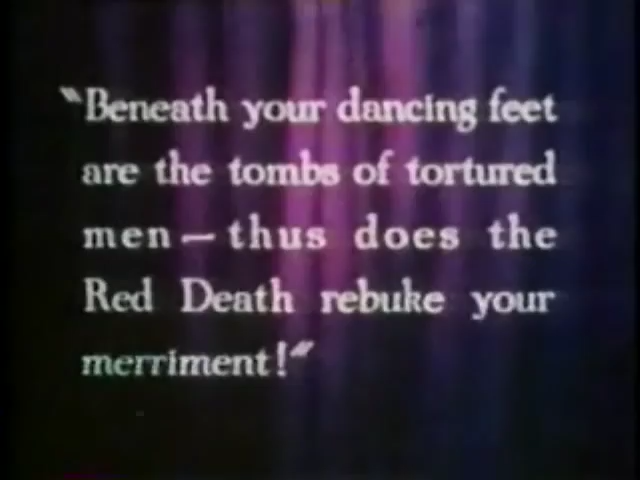 "Beneath your dancing feet
are the tombs of tortured
men — thus does the
Red Death rebuke your
merriment!"